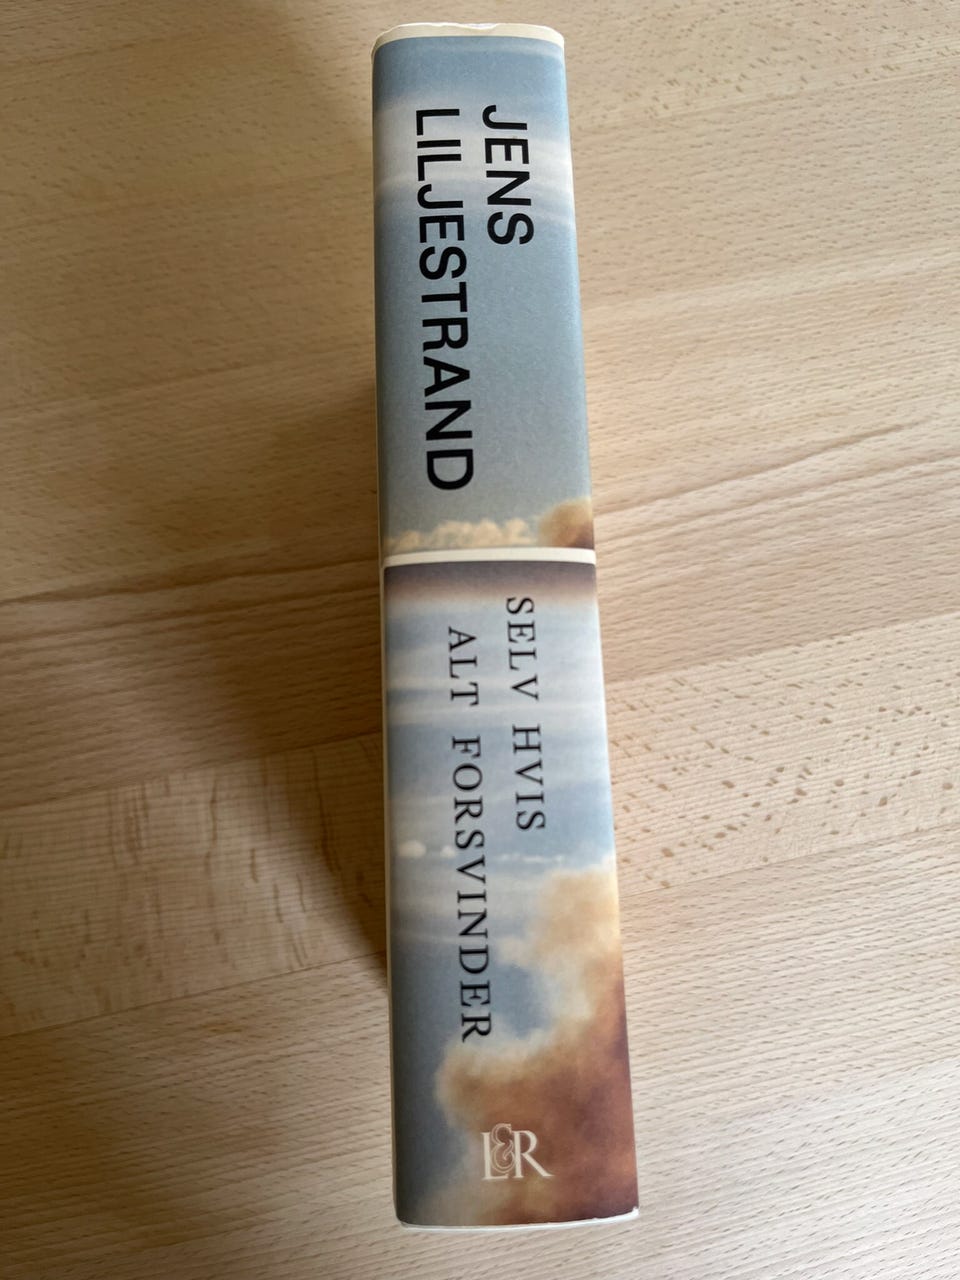 JENS
LILJESTRAND
SELV HVIS
ALT FORSVINDER
L&R